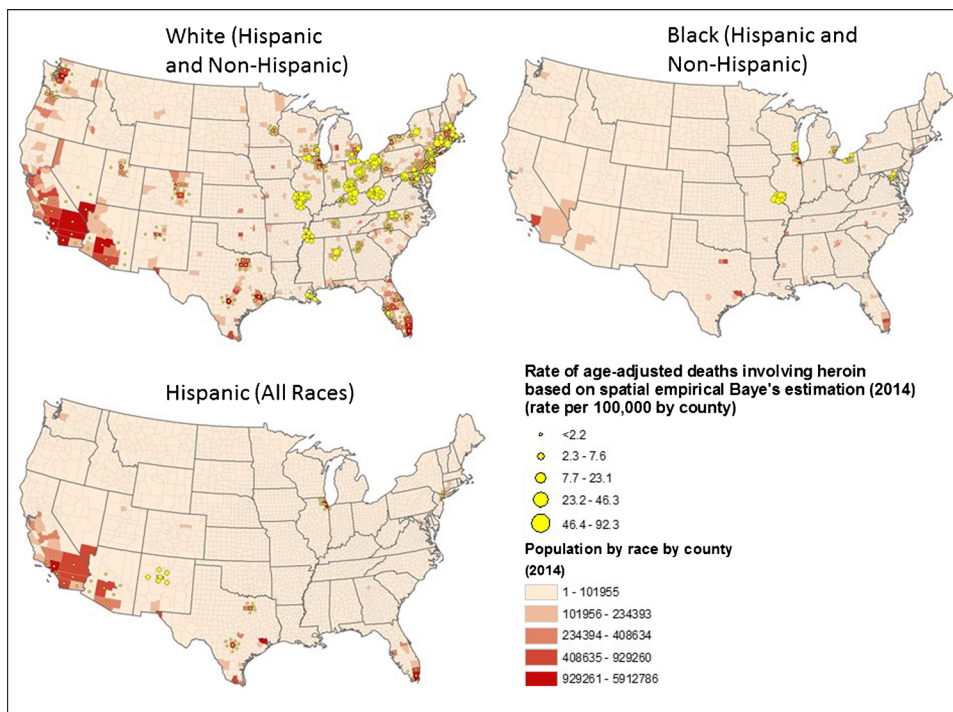 White (Hispanic
and Non-Hispanic)
Black (Hispanic and
Non-Hispanic)
Hispanic (All Races)
Rate of age-adjusted deaths involving heroin
based on spatial empirical Baye's estimation (2014)
(rate per 100,000 by county)
<2.2
2.3 - 7.6
7.7 - 23.1
23.2 - 46.3
46.4 - 92.3
Population by race by county
(2014)
1 - 101955
101956 - 234393
234394 - 408634
408635 - 929260
929261 - 5912786